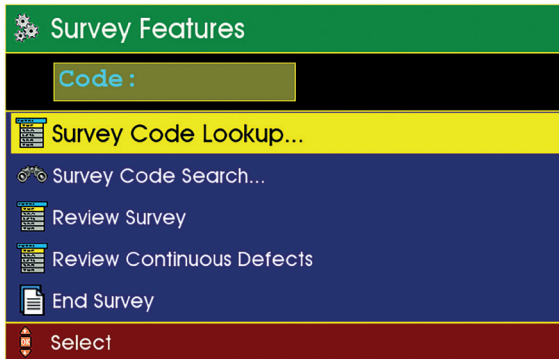 Survey Features
Code:
Survey Code Lookup...
Survey Code Search...
Review Survey
Review Continuous Defects
End Survey
Select